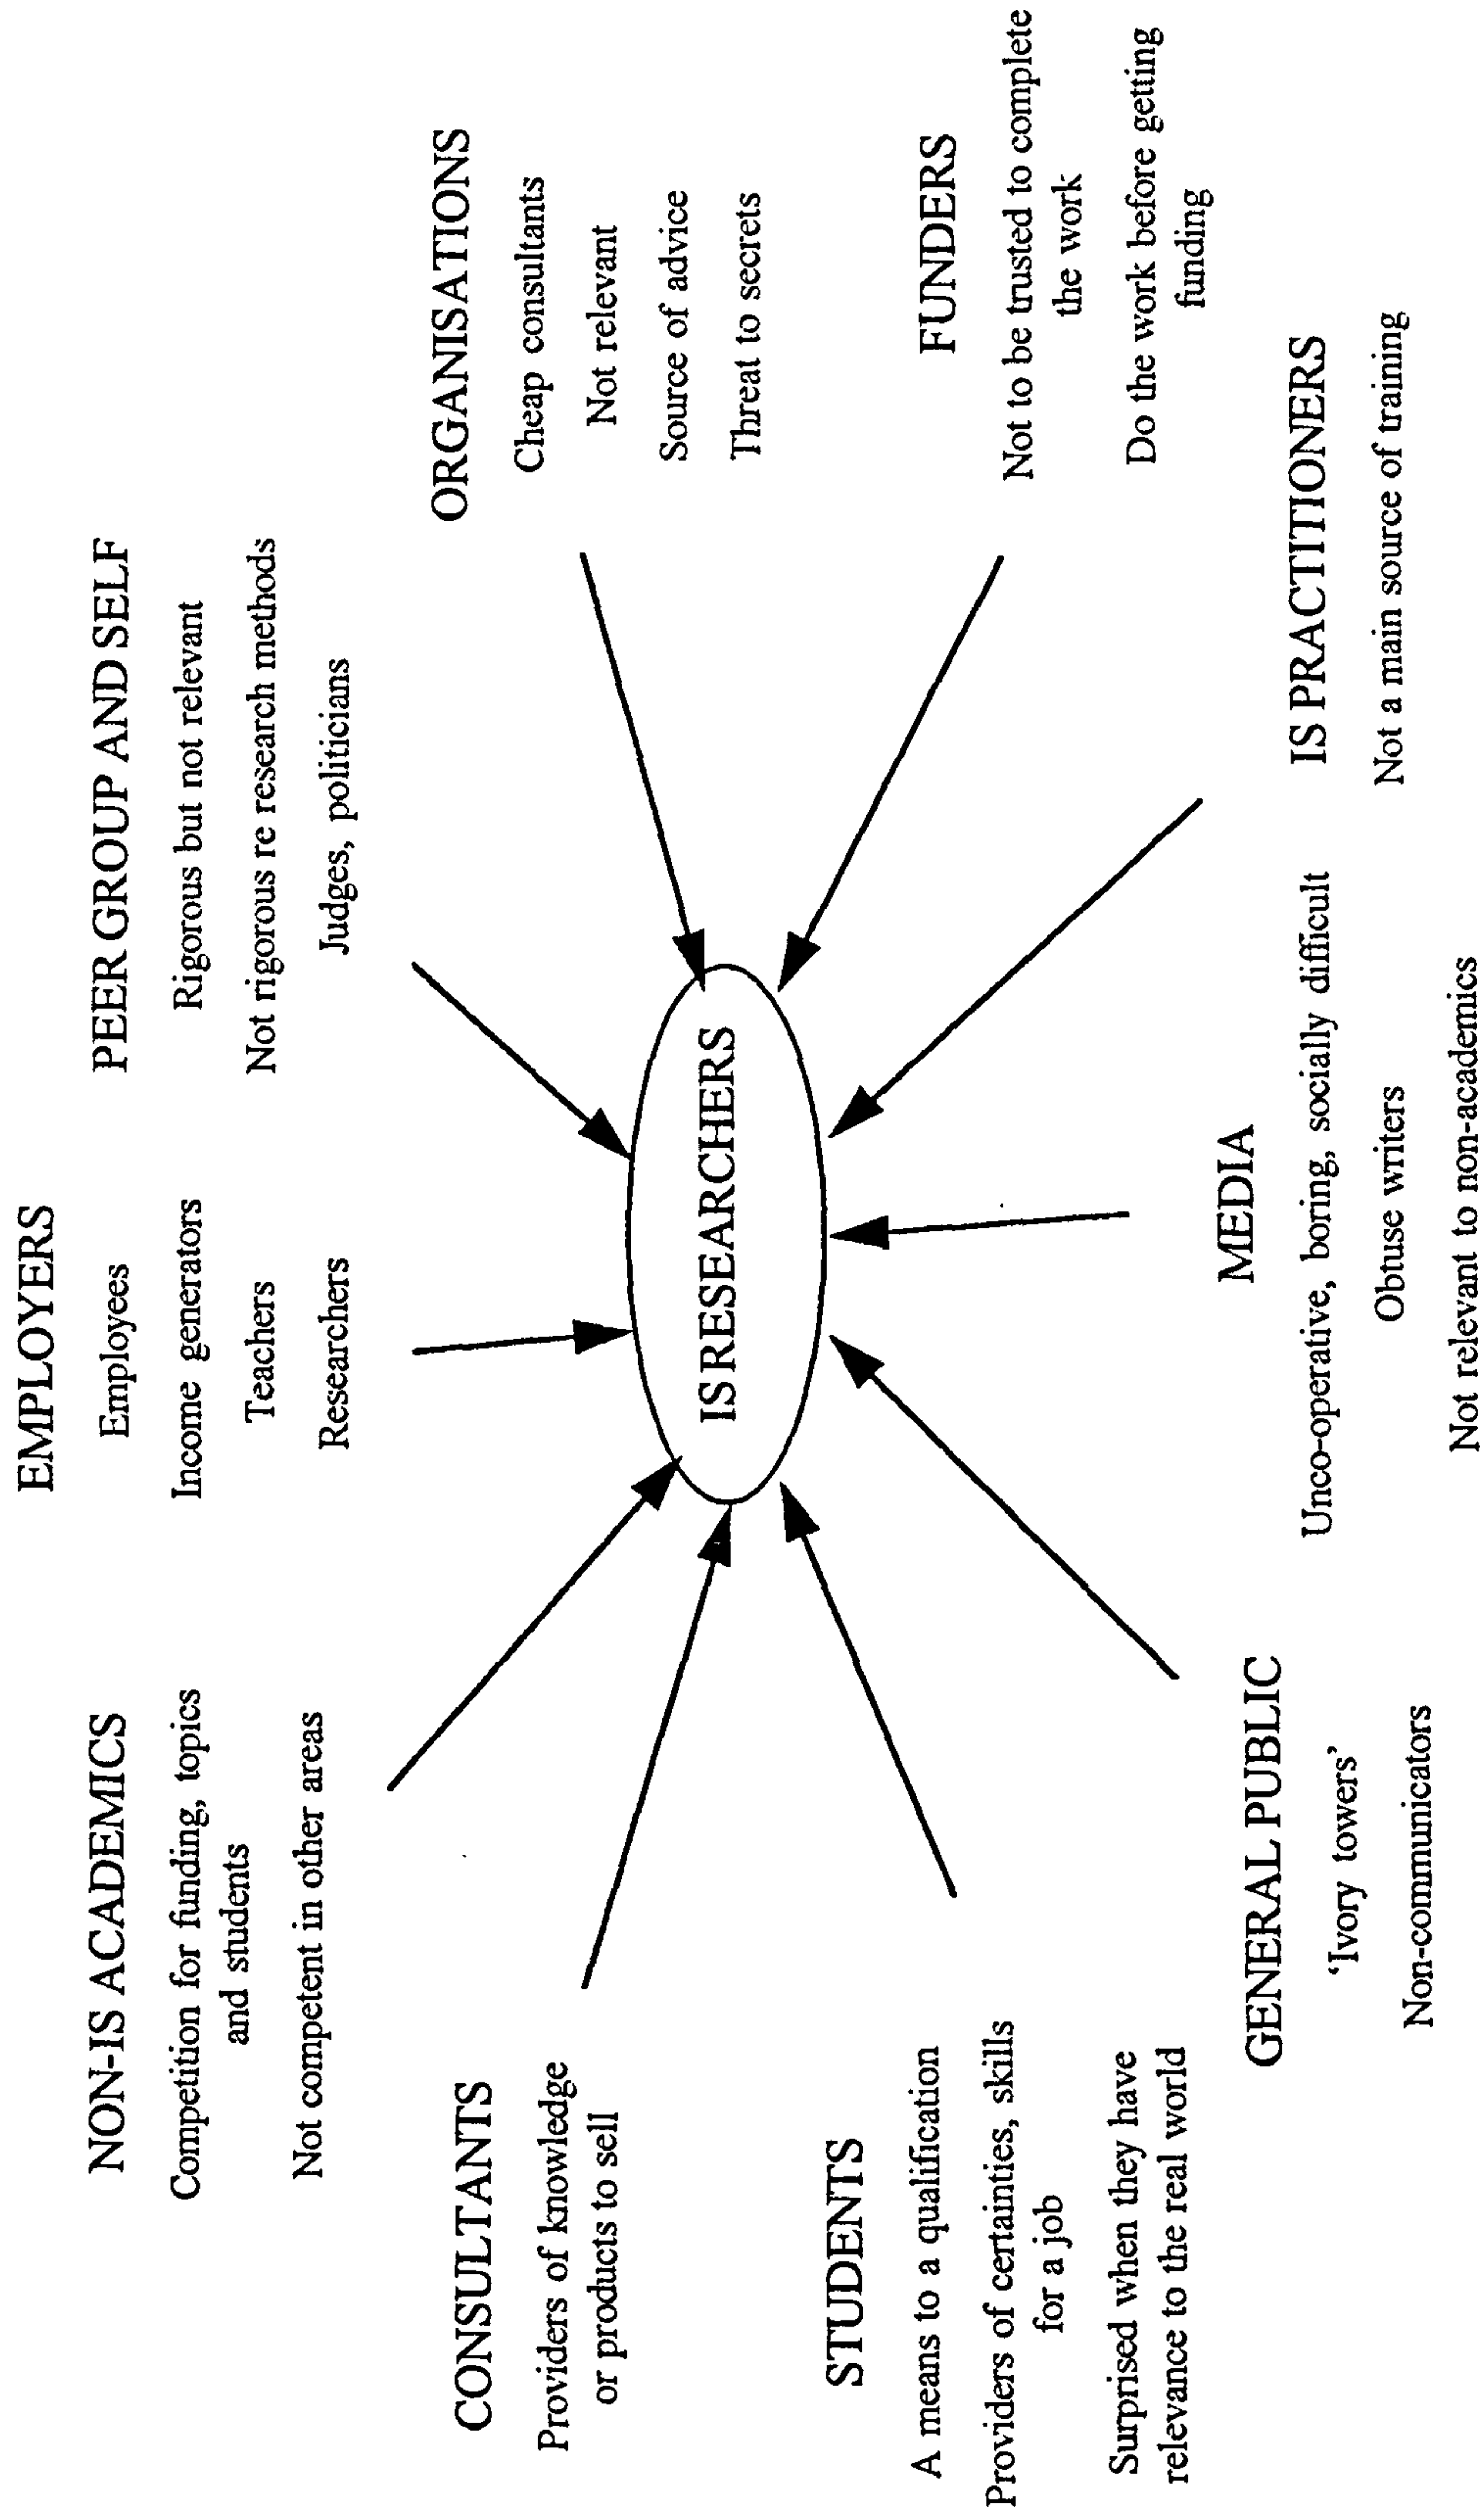 EMPLOYERS
Employees
Income generators
Teachers
Researchers
NON-IS ACADEMICS
Competition for funding, topics
and students
Not competent in other areas
PEER GROUP AND SELF
Rigorous but not relevant
Not rigorous re research methods
Judges, politicians
CONSULTANTS
Providers of knowledge
or products to sell
ORGANISATIONS
Cheap consultants
Not relevant
Source of advice
Threat to secrets
IS RESEARCHERS
STUDENTS
A means to a qualification
Providers of certainties, skills
for a job
Surprised when they have
relevance to the real world
FUNDERS
Not to be trusted to complete
the work
Do the work before getting
funding
GENERAL PUBLIC
‘Ivory towers’
Non-communicators
MEDIA
Unco-operative, boring, socially difficult
Obtuse writers
Not relevant to non-academics
IS PRACTITIONERS
Not a main source of training